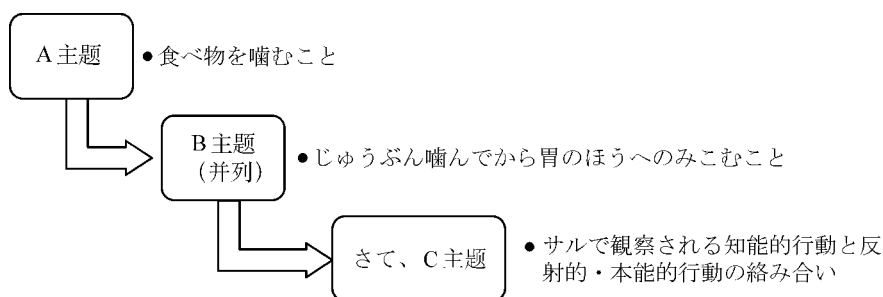 A主题
●食べ物を噛むこと
B主题
（并列）
●じゅうぶん噛んでから胃のほうへのみこむこと
さて、C主题
●サルで観察される知能的行動と反
射的・本能的行動の絡み合い